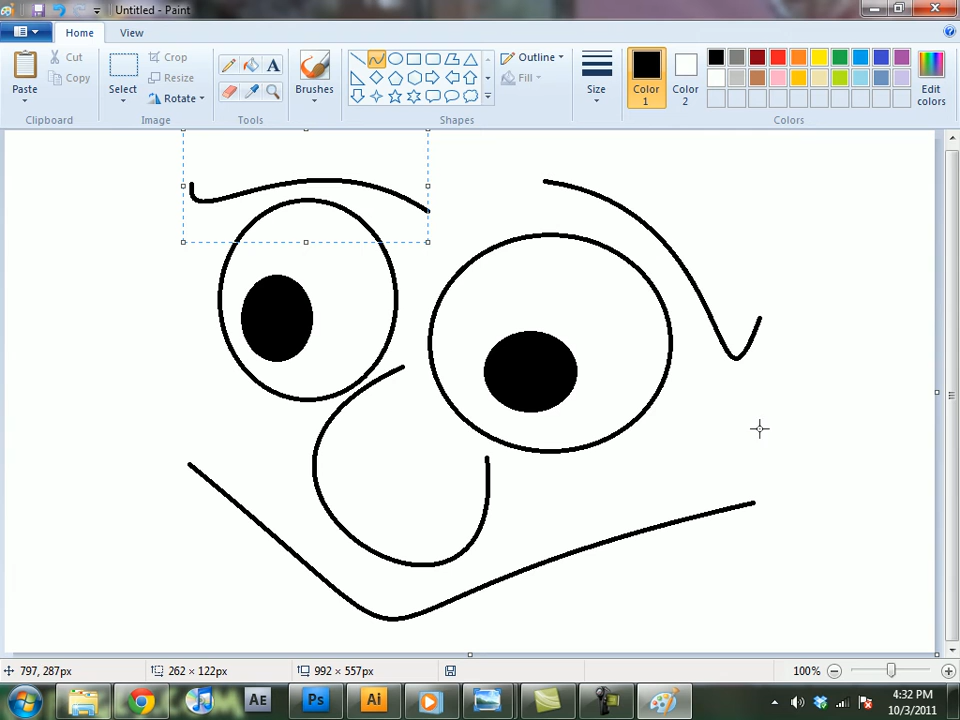 Untitled - Paint
Home View
Paste
Cut
Copy
Clipboard
Select
Crop
Resize
Rotate
Image
A
Tools
Brushes
Outline
Fill
Shapes
Size
Color 1
Color 2
Edit colors
Colors
797, 287px
262 × 122px
992 × 557px
100%
Ae
Ps
Ai
4:32 PM
10/3/2011